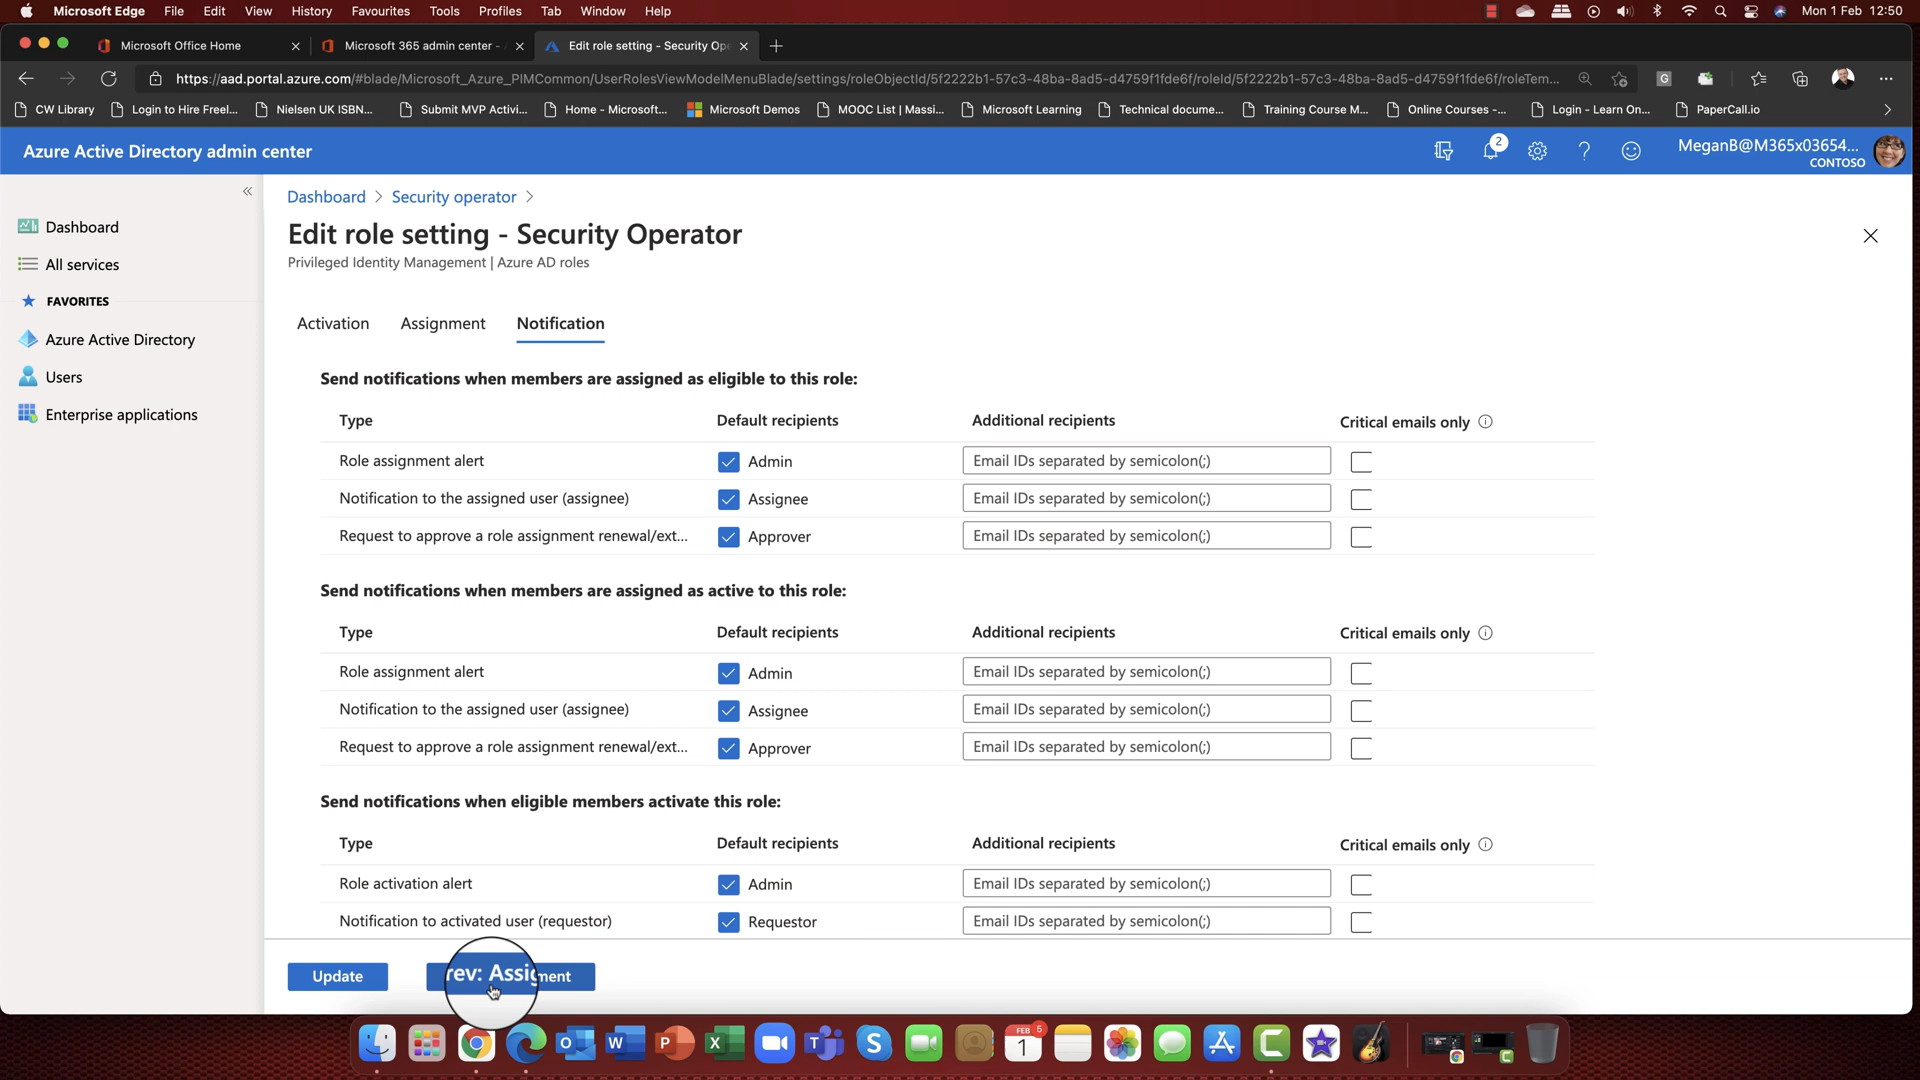 Microsoft Edge File Edit View History Favourites Tools Profiles Tab Window Help Mon 1 Feb 12:50
Microsoft Office Home Microsoft 365 admin center - Edit role setting - Security Ope
https://aad.portal.azure.com/#blade/Microsoft_Azure_PIMCommon/UserRolesViewModelMenuBlade/settings/roleObjectId/5f2222b1-57c3-48ba-8ad5-d4759f1fde6f/roleId/5f2222b1-57c3-48ba-8ad5-d4759f1fde6f/roleTem...
CW Library Login to Hire Freel... Nielsen UK ISBN... Submit MVP Activi... Home - Microsoft... Microsoft Demos MOOC List | Massi... Microsoft Learning Technical docume... Training Course M... Online Courses -... Login - Learn On... PaperCall.io
Azure Active Directory admin center 2 MeganB@M365x03654...
CONTOSO
Dashboard > Security operator >
Edit role setting - Security Operator
Privileged Identity Management | Azure AD roles
Dashboard
All services
FAVORITES
Azure Active Directory
Users
Enterprise applications
Activation Assignment Notification
Send notifications when members are assigned as eligible to this role:
Type Default recipients Additional recipients Critical emails only
Role assignment alert Admin Email IDs separated by semicolon(;)
Notification to the assigned user (assignee) Assignee Email IDs separated by semicolon(;)
Request to approve a role assignment renewal/ext... Approver Email IDs separated by semicolon(;)
Send notifications when members are assigned as active to this role:
Type Default recipients Additional recipients Critical emails only
Role assignment alert Admin Email IDs separated by semicolon(;)
Notification to the assigned user (assignee) Assignee Email IDs separated by semicolon(;)
Request to approve a role assignment renewal/ext... Approver Email IDs separated by semicolon(;)
Send notifications when eligible members activate this role:
Type Default recipients Additional recipients Critical emails only
Role activation alert Admin Email IDs separated by semicolon(;)
Notification to activated user (requestor) Requestor Email IDs separated by semicolon(;)
Update rev: Assignment
FEB 5
1